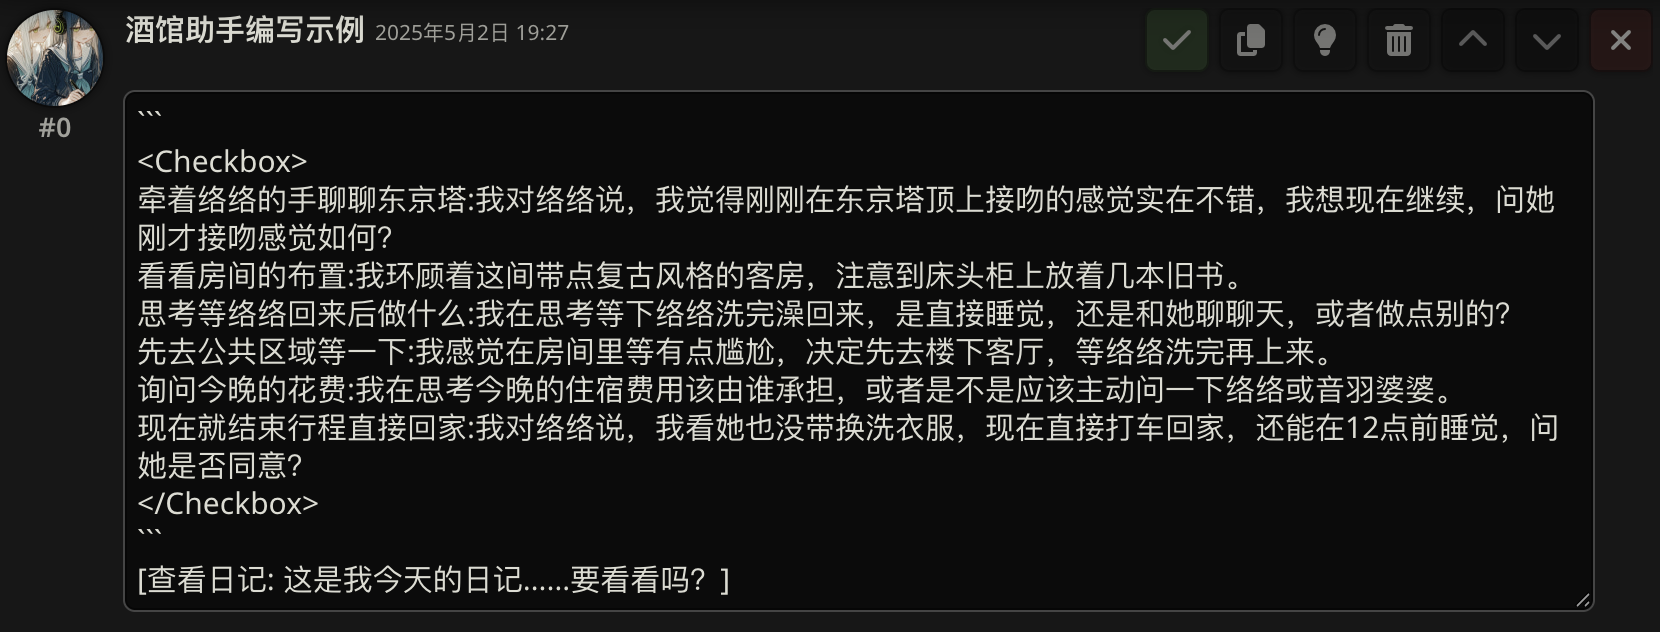 酒馆助手编写示例 2025年5月2日 19:27
#0
```
<Checkbox>
牵着络络的手聊聊东京塔:我对络络说，我觉得刚刚在东京塔顶上接吻的感觉实在不错，我想现在继续，问她
刚才接吻感觉如何?
看看房间的布置:我环顾着这间带点复古风格的客房，注意到床头柜上放着几本旧书。
思考等络络回来后做什么:我在思考等下络络洗完澡回来，是直接睡觉，还是和她聊聊天，或者做点别的?
先去公共区域等一下:我感觉在房间里等有点尴尬，决定先去楼下客厅，等络络洗完再上来。
询问今晚的花费:我在思考今晚的住宿费用该由谁承担，或者是不是应该主动问一下络络或音羽婆婆。
现在就结束行程直接回家:我对络络说，我看她也没带换洗衣服，现在直接打车回家，还能在12点前睡觉，问
她是否同意?
</Checkbox>
```
[查看日记: 这是我今天的日记……要看看吗？]